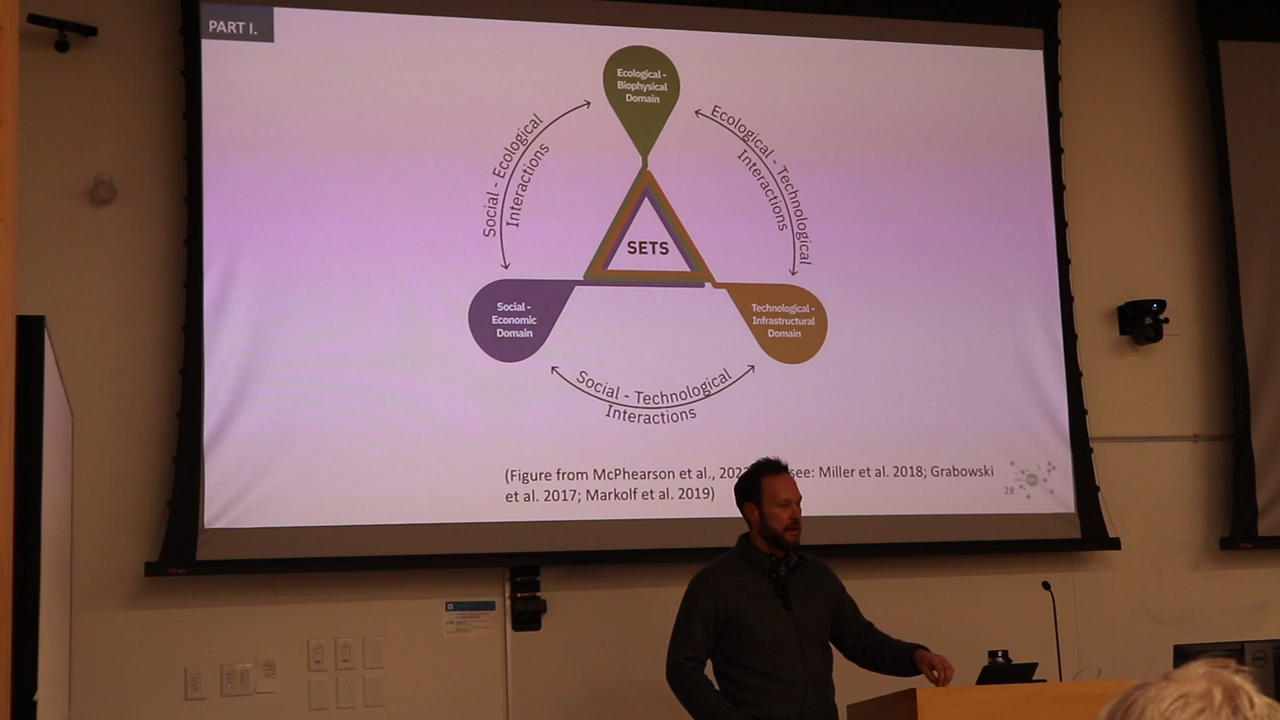 PART I.
Ecological -
Biophysical
Domain
Social - Ecological
Interactions
Ecological - Technological
Interactions
SETS
Social -
Economic
Domain
Technological -
Infrastructural
Domain
Social - Technological
Interactions
(Figure from McPhearson et al., see: Miller et al. 2018; Grabowski
et al. 2017; Markolf et al. 2019)
28